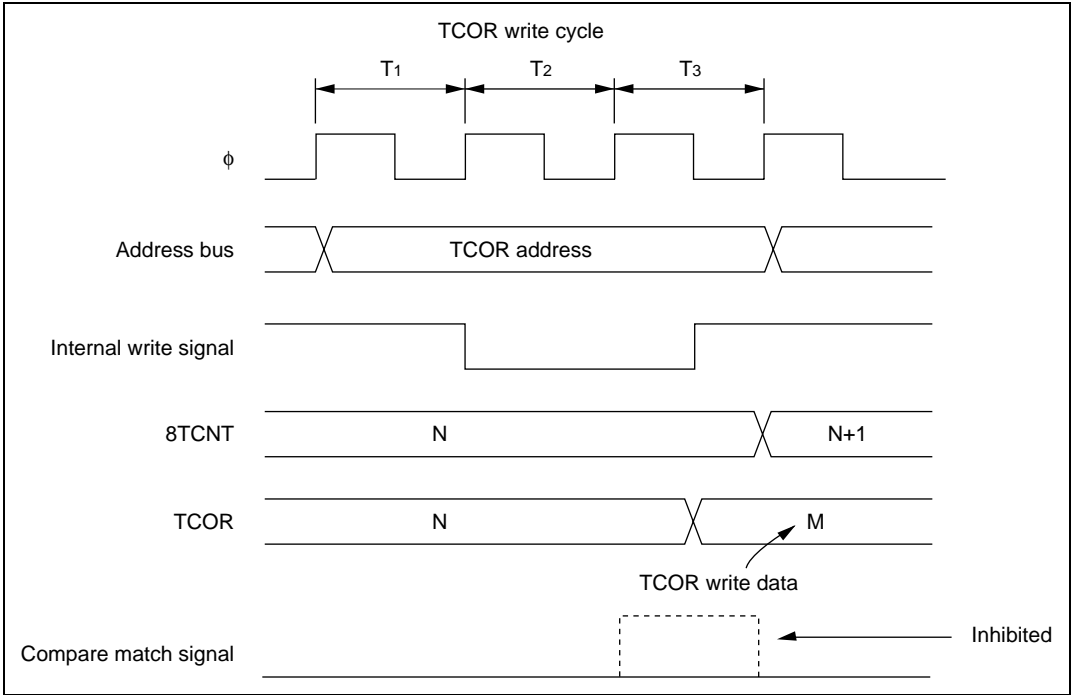 TCOR write cycle
T1 T2 T3
φ
Address bus TCOR address
Internal write signal
8TCNT N N+1
TCOR N M
TCOR write data
Inhibited
Compare match signal